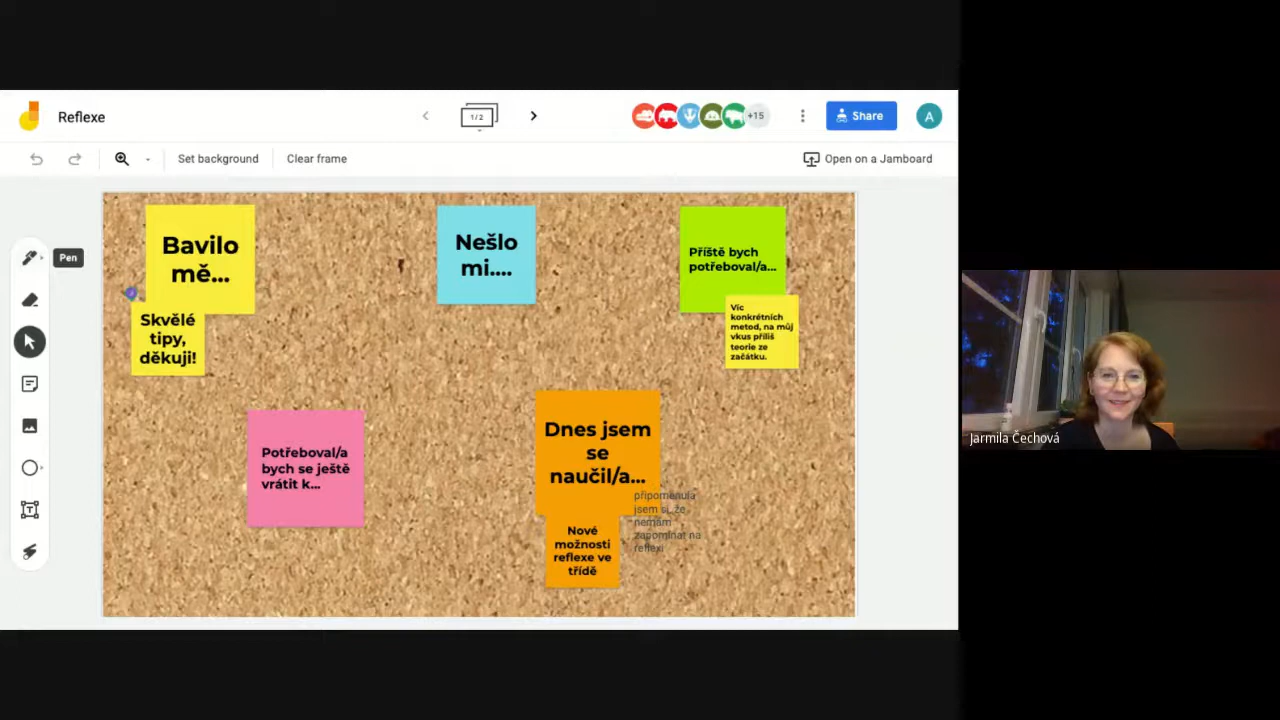 Reflexe
1/2
+15
Share
A
Set background
Clear frame
Open on a Jamboard
Pen
Bavilo
mě...
Skvělé
tipy,
děkuji!
Nešlo
mi....
Příště bych
potřeboval/a...
Víc
konkrétních
metod, na můj
vkus příliš
teorie ze
začátku.
Potřeboval/a
bych se ještě
vrátit k...
Dnes jsem
se
naučil/a...
připomenula
jsem si, že
nemám
zapomínat na
reflexi
Nové
možnosti
reflexe ve
třídě
Jarmila Čechová